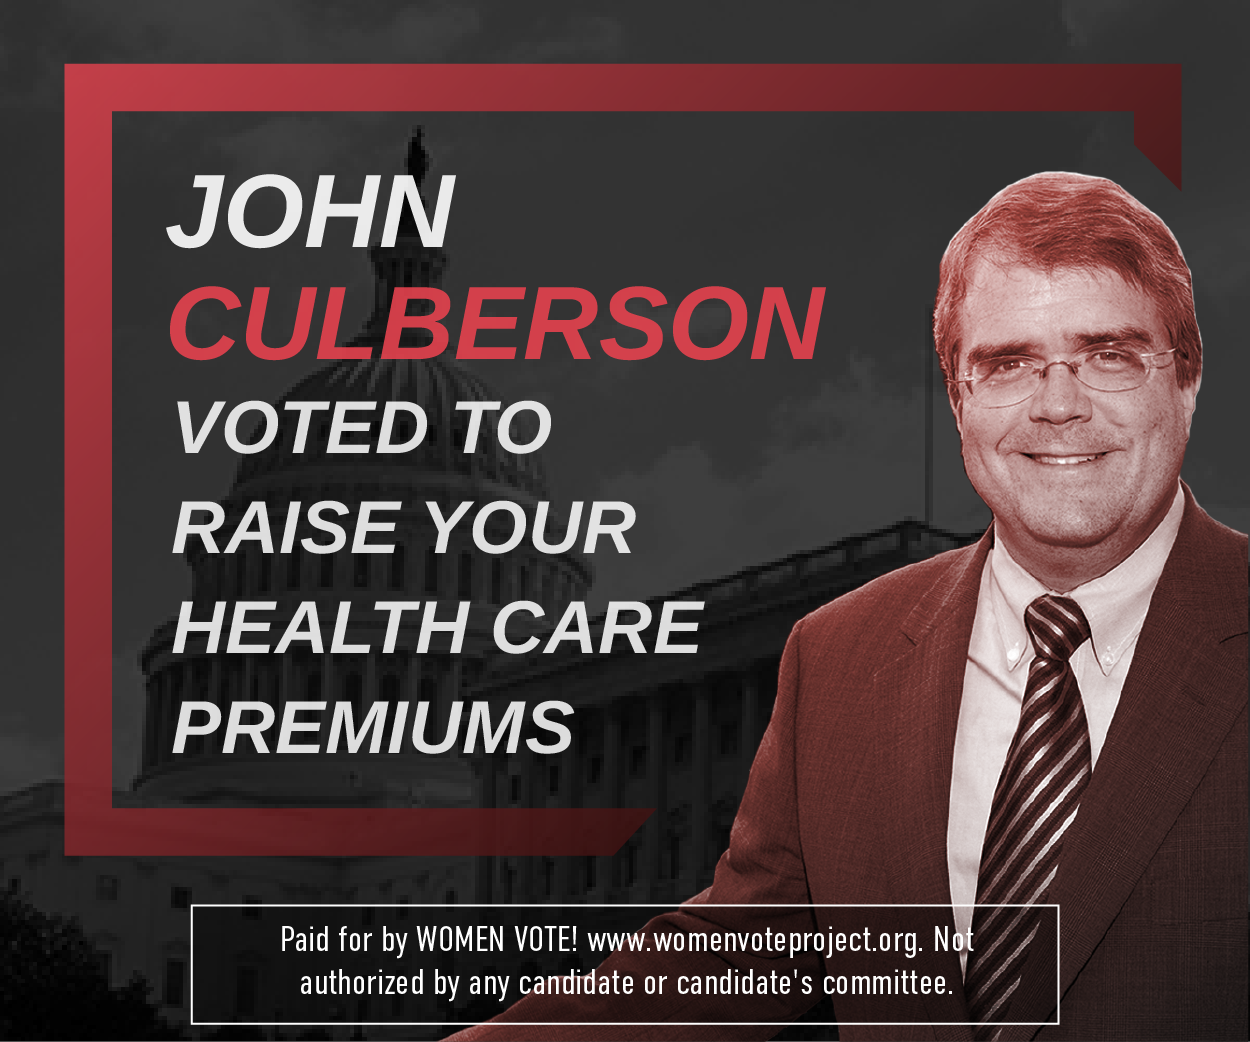 JOHN
CULBERSON
VOTED TO
RAISE YOUR
HEALTH CARE
PREMIUMS
Paid for by WOMEN VOTE! www.womenvoteproject.org. Not
authorized by any candidate or candidate's committee.